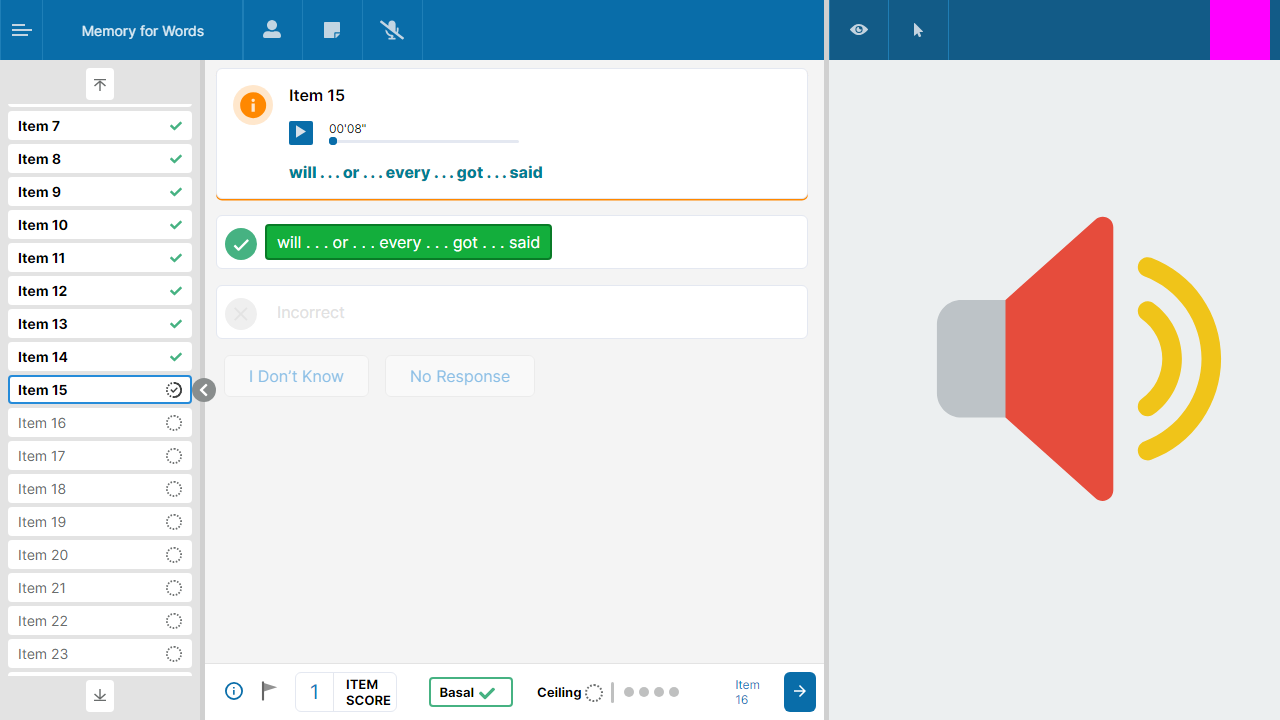 Memory for Words
Item 7
Item 8
Item 9
Item 10
Item 11
Item 12
Item 13
Item 14
Item 15
Item 16
Item 17
Item 18
Item 19
Item 20
Item 21
Item 22
Item 23
Item 15
00'08"
will . . . or . . . every . . . got . . . said
will . . . or . . . every . . . got . . . said
Incorrect
I Don’t Know
No Response
1
ITEM
SCORE
Basal
Ceiling
Item
16